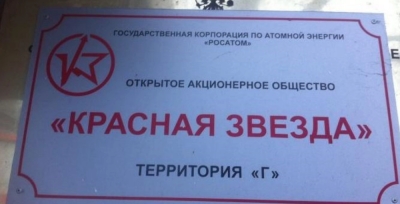 ГОСУДАРСТВЕННАЯ КОРПОРАЦИЯ ПО АТОМНОЙ ЭНЕРГИИ
«РОСАТОМ»
ОТКРЫТОЕ АКЦИОНЕРНОЕ ОБЩЕСТВО
«КРАСНАЯ ЗВЕЗДА»
ТЕРРИТОРИЯ «Г»